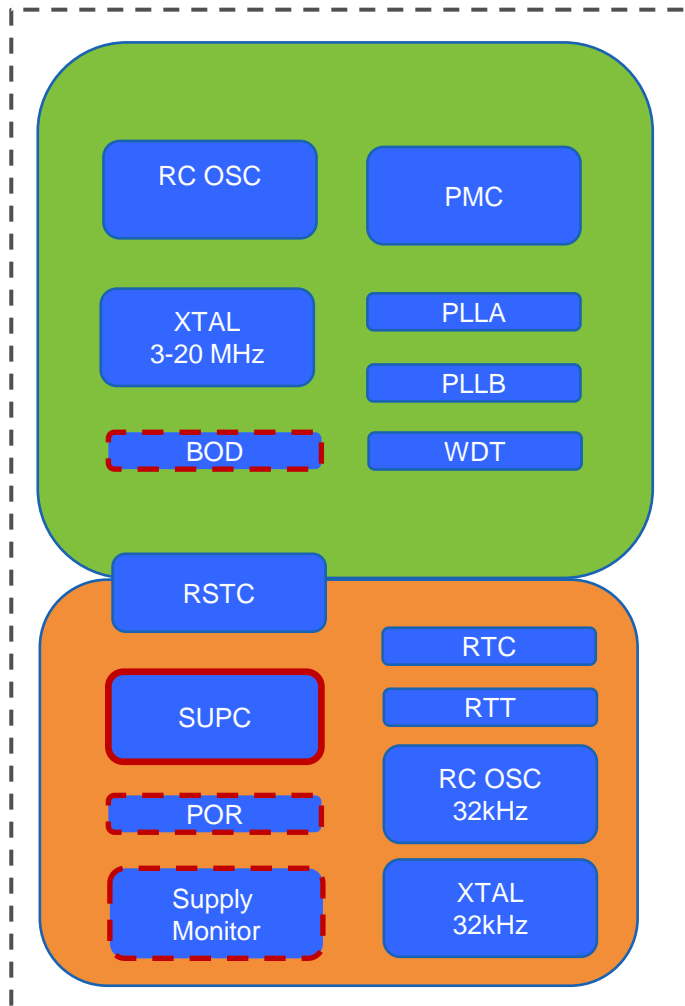 RC OSC
PMC
XTAL
3-20 MHz
PLLA
PLLB
BOD
WDT
RSTC
RTC
SUPC
RTT
RC OSC
32kHz
POR
Supply
Monitor
XTAL
32kHz